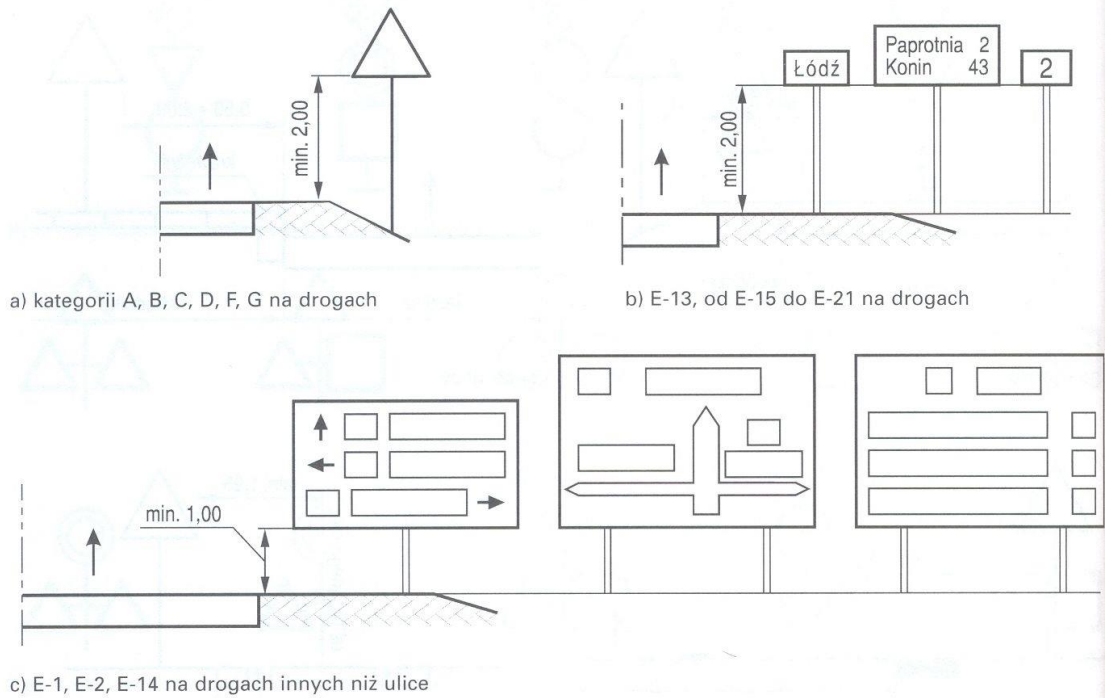 min. 2,00
a) kategorii A, B, C, D, F, G na drogach
Łódź
Paprotnia 2
Konin 43
2
min. 2,00
b) E-13, od E-15 do E-21 na drogach
min. 1,00
c) E-1, E-2, E-14 na drogach innych niż ulice